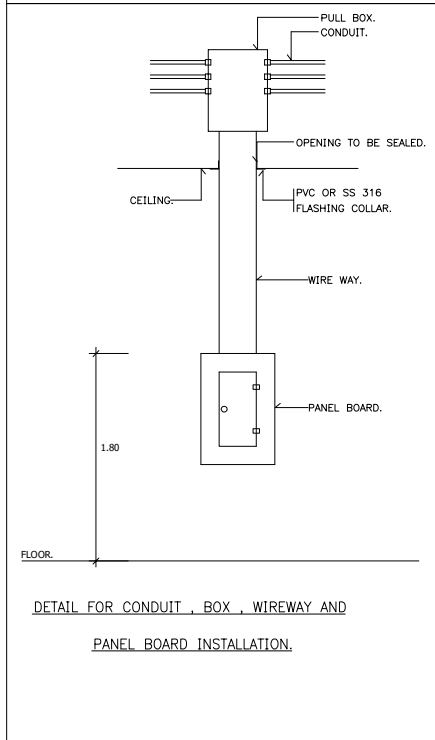 PULL BOX.
CONDUIT.
OPENING TO BE SEALED.
CEILING.
PVC OR SS 316
FLASHING COLLAR.
WIRE WAY.
PANEL BOARD.
1.80
FLOOR.
DETAIL FOR CONDUIT , BOX , WIREWAY AND
PANEL BOARD INSTALLATION.